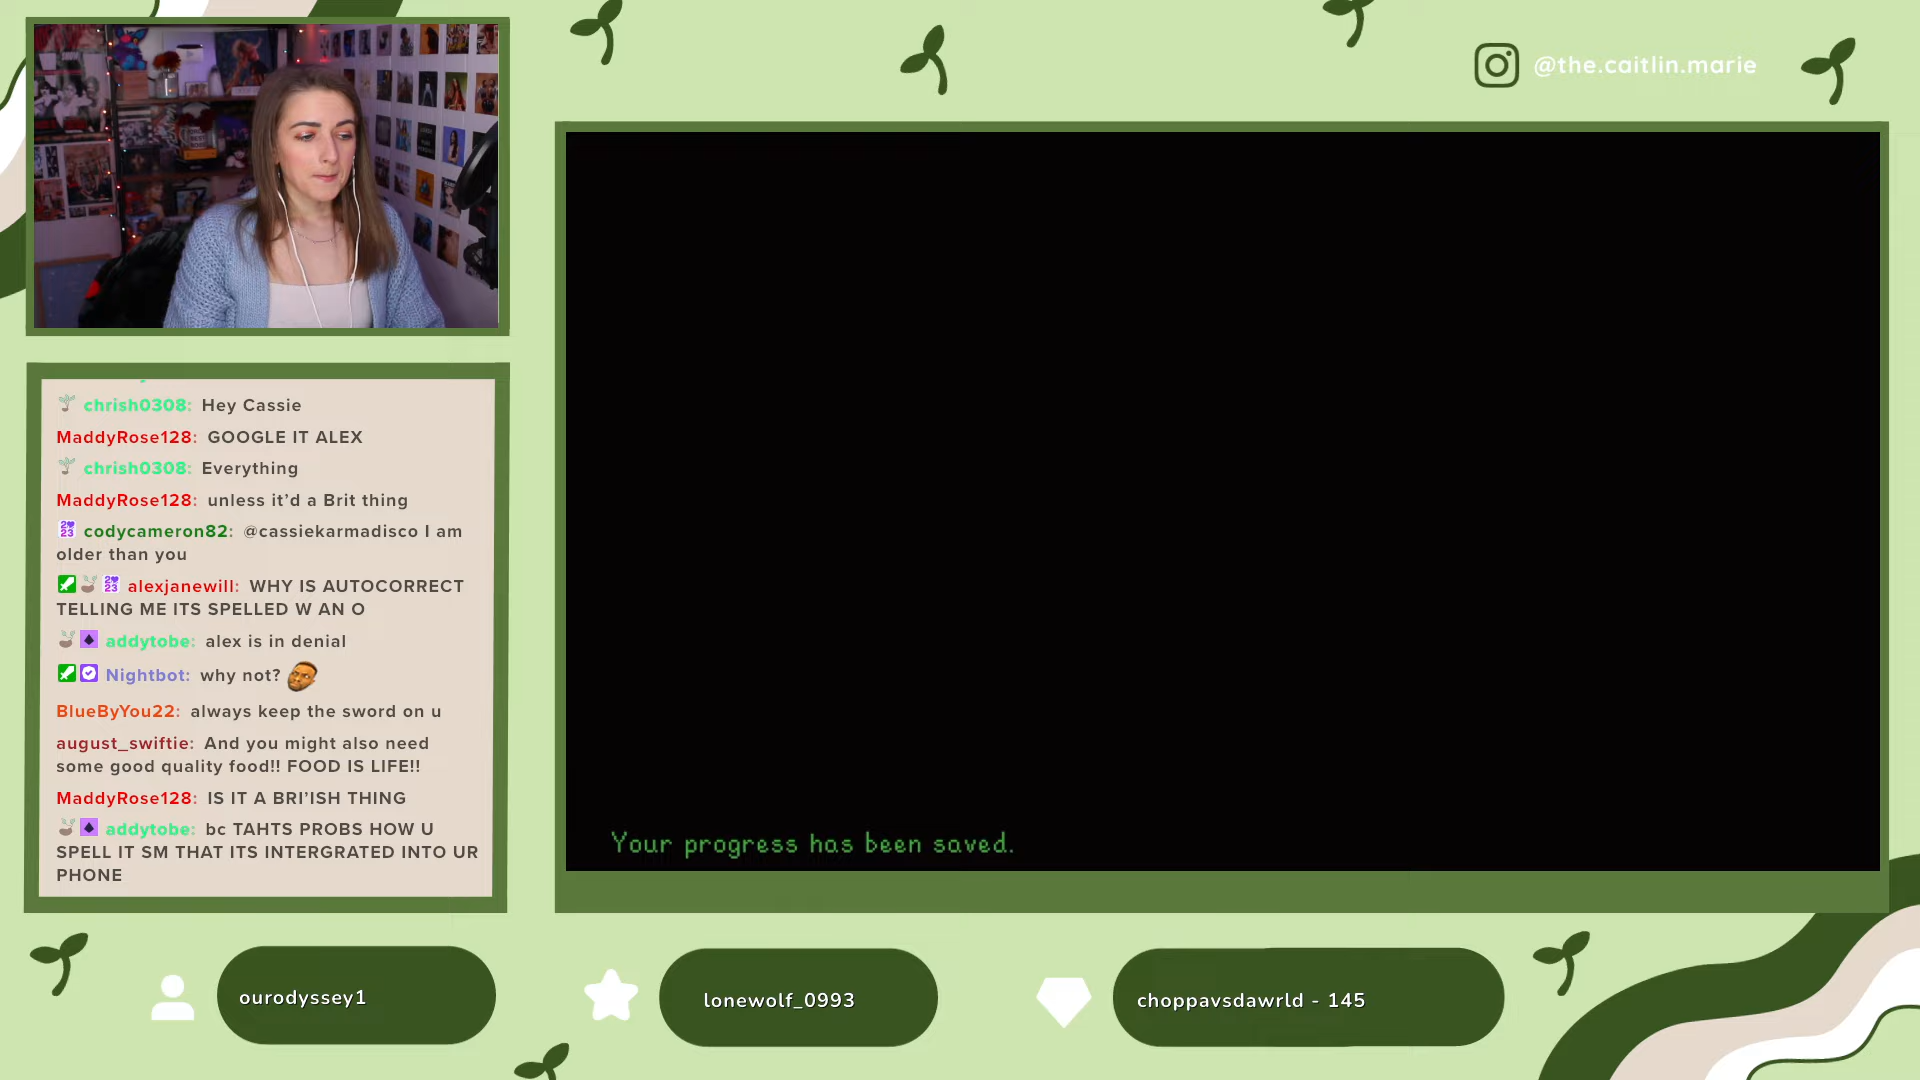 @the.caitlin.marie
chrish0308: Hey Cassie
MaddyRose128: GOOGLE IT ALEX
chrish0308: Everything
MaddyRose128: unless it’d a Brit thing
codycameron82: @cassiekarmadisco I am
older than you
alexjanewill: WHY IS AUTOCORRECT
TELLING ME ITS SPELLED W AN O
addytobe: alex is in denial
Nightbot: why not?
BlueByYou22: always keep the sword on u
august_swiftie: And you might also need
some good quality food!! FOOD IS LIFE!!
MaddyRose128: IS IT A BRI’ISH THING
addytobe: bc TAHTS PROBS HOW U
SPELL IT SM THAT ITS INTERGRATED INTO UR
PHONE
Your progress has been saved.
ourodyssey1
lonewolf_0993
choppavsdawrld - 145